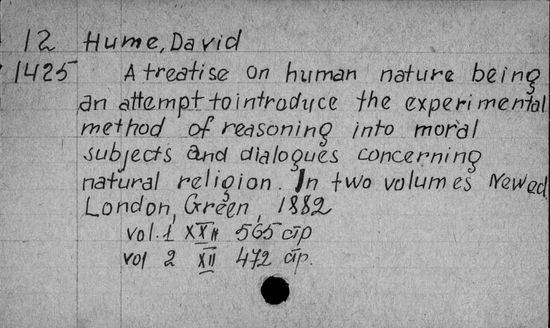 12 Hume, David
1425 A treatise on human nature being
an attempt to introduce the experimental
method of reasoning into moral
subjects and dialogues concerning
natural religion. In two volumes New ed
London, Green, 1882
vol. 1 XXII 565 стр
vol 2 XII 472 стр.